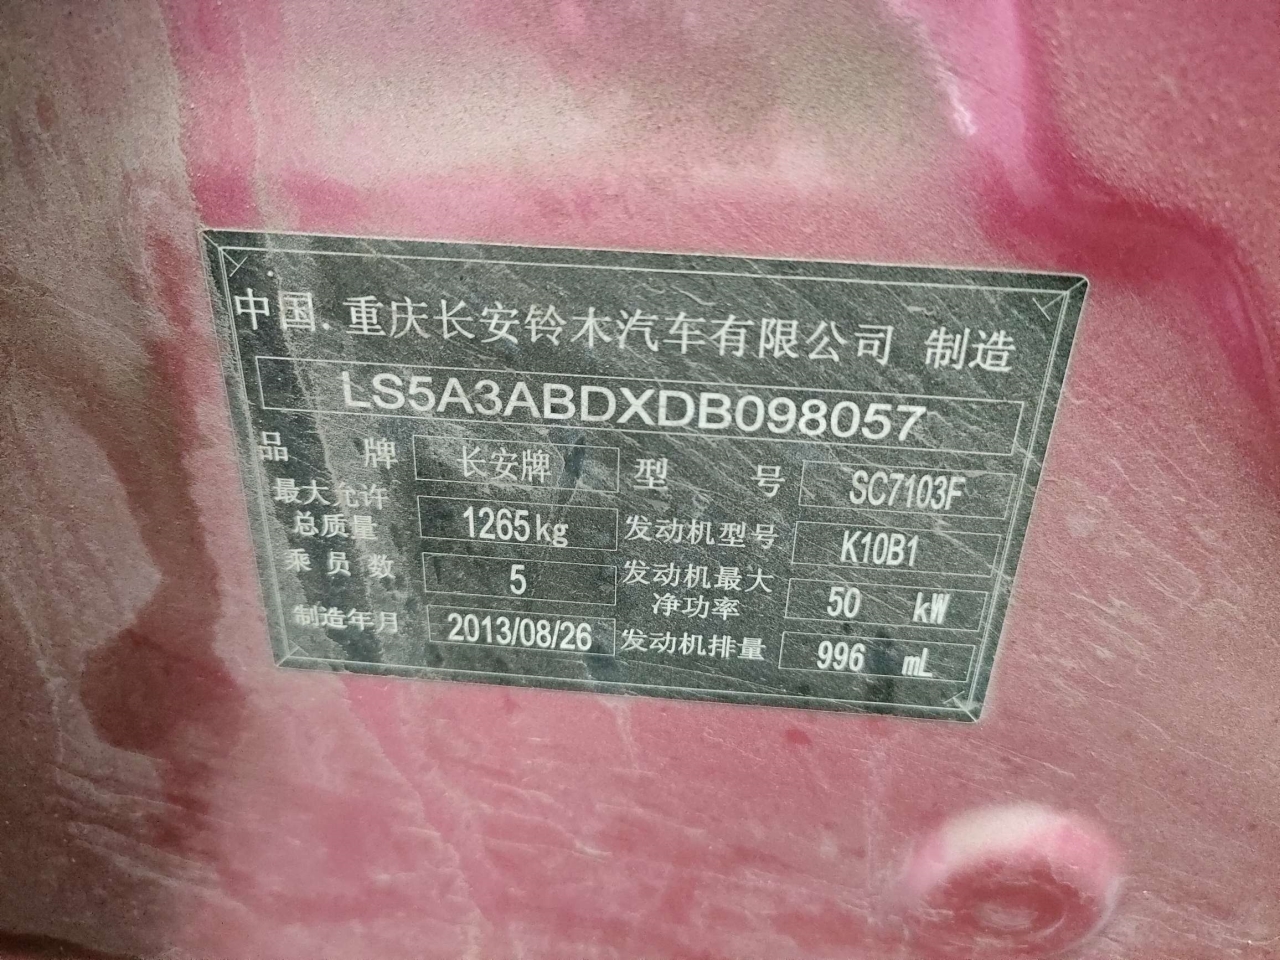 中国.重庆长安铃木汽车有限公司 制造
LS5A3ABDXDB098057
品 牌 长安牌 型 号 SC7103F
最大允许总质量 1265kg 发动机型号 K10B1
乘员数 5 发动机最大净功率 50 kW
制造年月 2013/08/26 发动机排量 996 mL